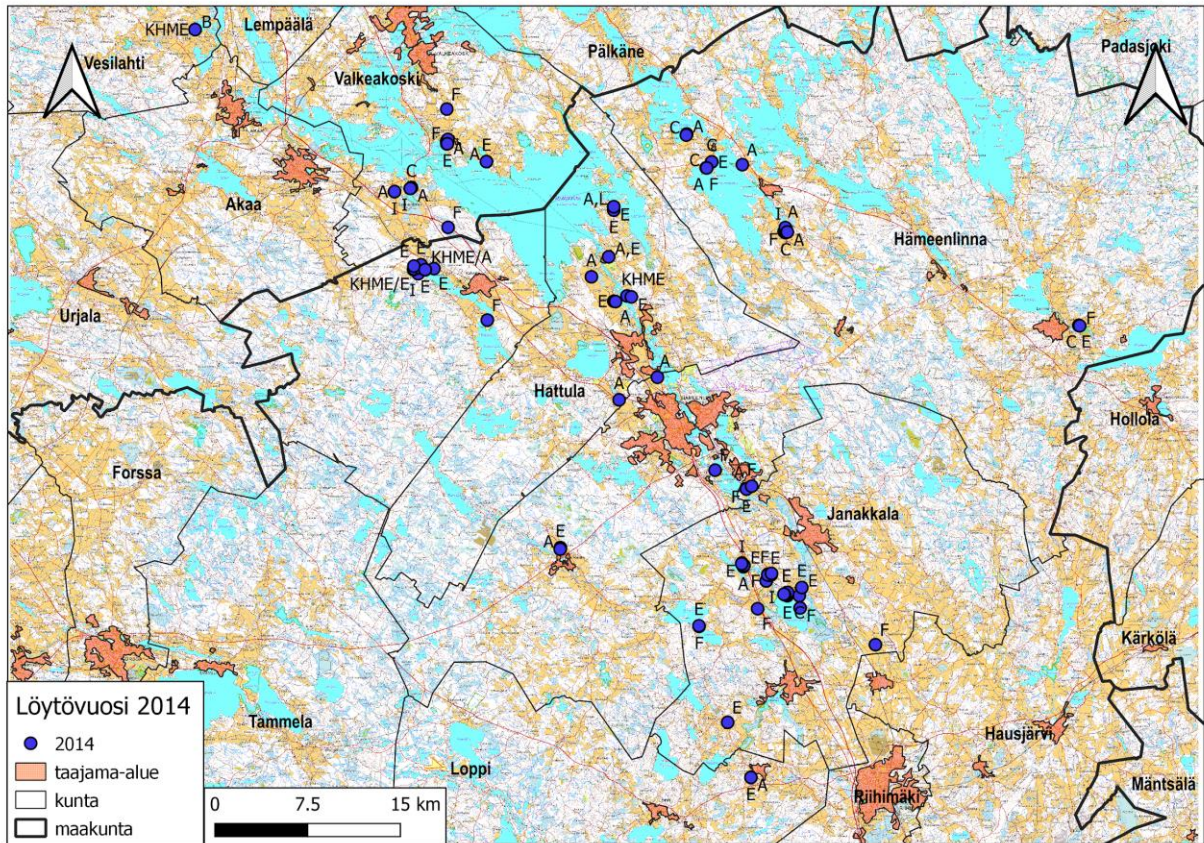 KHME B
Lempäälä
Vesilahti
Valkeakoski
Pälkäne
Padasjoki
F
F
A
E
A E
C A
C
C E
A F
A
C
A A
I I
Akaa
F
A,L
E
E
I A
F A
C
Hämeenlinna
E E
KHME/A
KHME/E
I E E
A,E
A
KHME
E E
A
Urjala
F
F
C E
A
Hattula
A
Hollola
Forssa
F
A F
F E
Janakkala
E
A
I
E F E
E
A F
E E
I
E F
F
E
F
F
Kärkölä
E
Tammela
Hausjärvi
Loppi
Riihimäki
Mäntsälä
E A
Löytövuosi 2014
2014
taajama-alue
kunta
maakunta
0 7.5 15 km